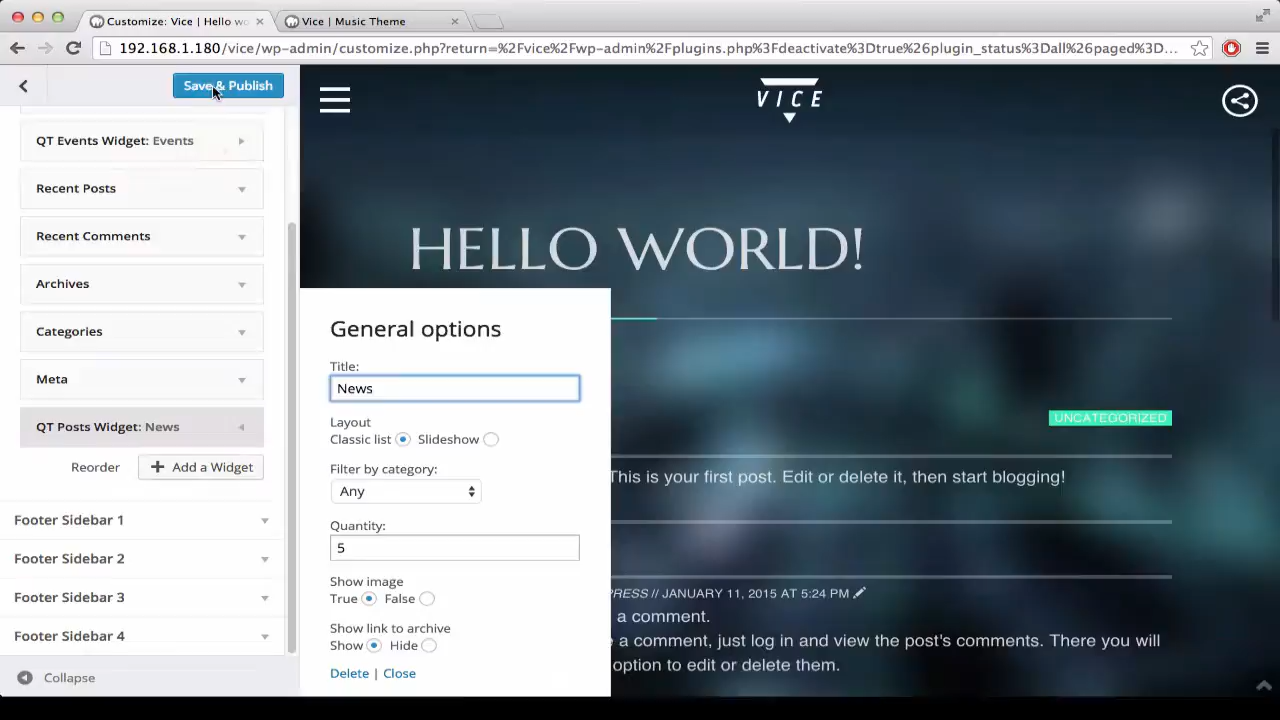 Customize: Vice | Hello wo
Vice | Music Theme
192.168.1.180/vice/wp-admin/customize.php?return=%2Fvice%2Fwp-admin%2Fplugins.php%3Fdeactivate%3Dtrue%26plugin_status%3Dall%26paged%3D...
Save & Publish
QT Events Widget: Events
Recent Posts
Recent Comments
Archives
Categories
Meta
QT Posts Widget: News
Reorder
+ Add a Widget
Footer Sidebar 1
Footer Sidebar 2
Footer Sidebar 3
Footer Sidebar 4
Collapse
VICE
HELLO WORLD!
General options
Title:
News
Layout
Classic list Slideshow
Filter by category:
Any
Quantity:
5
Show image
True False
Show link to archive
Show Hide
Delete | Close
UNCATEGORIZED
This is your first post. Edit or delete it, then start blogging!
PRESS // JANUARY 11, 2015 AT 5:24 PM
a comment.
e a comment, just log in and view the post's comments. There you will
option to edit or delete them.